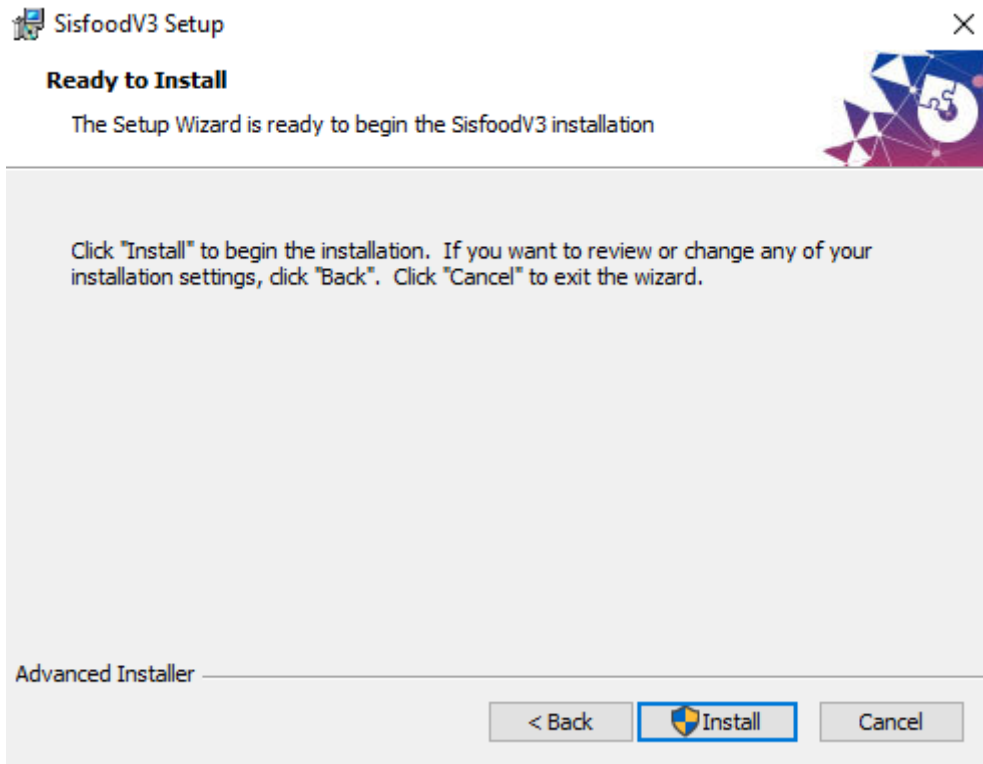 SisfoodV3 Setup
Ready to Install
The Setup Wizard is ready to begin the SisfoodV3 installation
Click "Install" to begin the installation. If you want to review or change any of your
installation settings, click "Back". Click "Cancel" to exit the wizard.
Advanced Installer
< Back
Install
Cancel